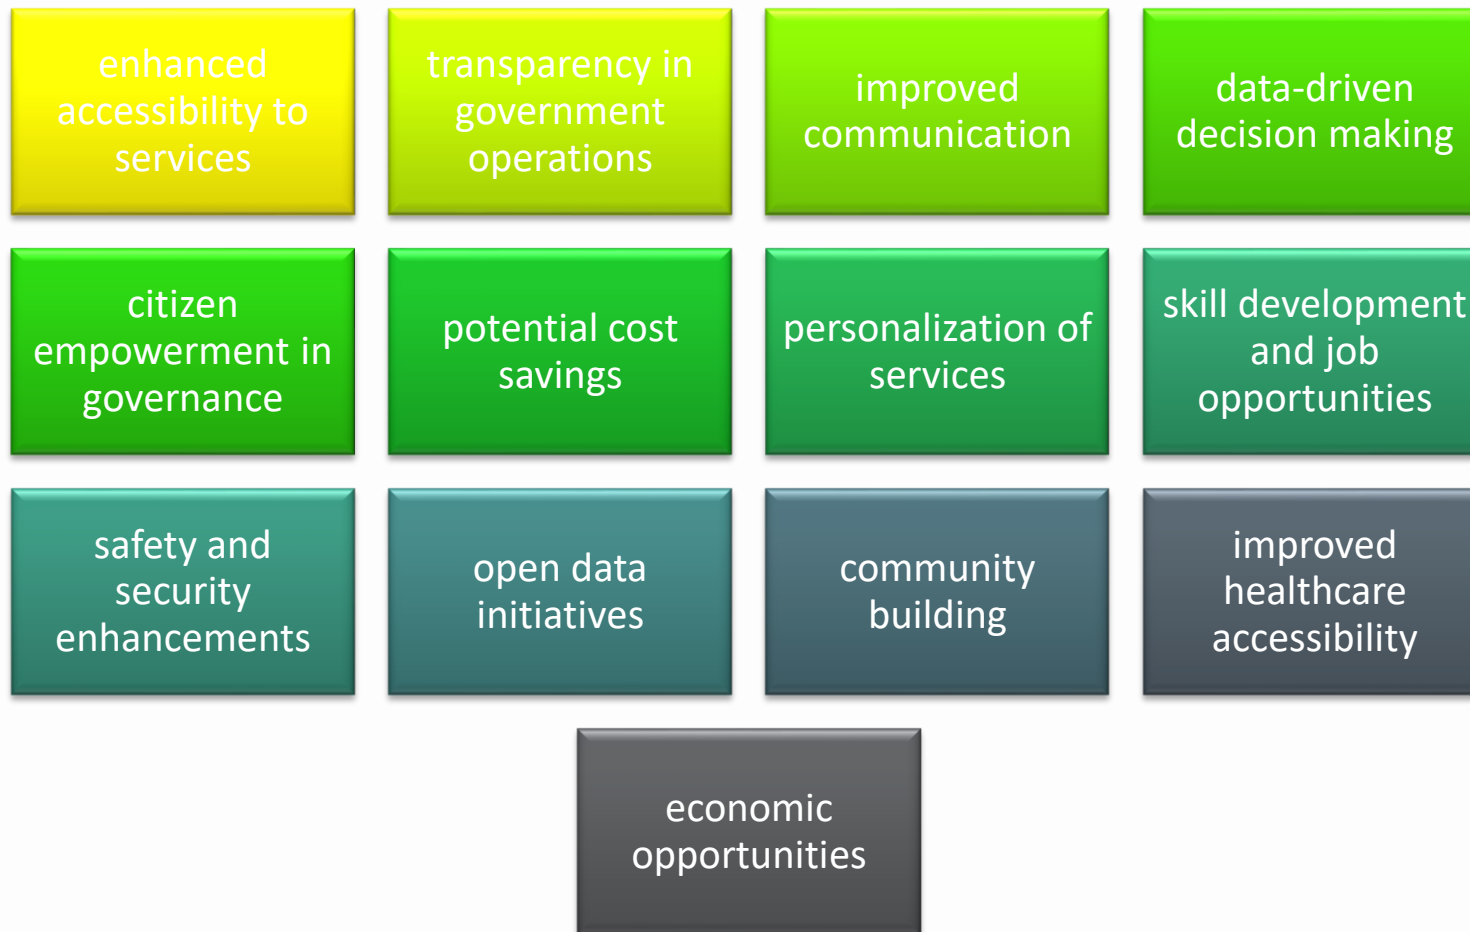 enhanced
accessibility to
services
transparency in
government
operations
improved
communication
data-driven
decision making
citizen
empowerment in
governance
potential cost
savings
personalization of
services
skill development
and job
opportunities
safety and
security
enhancements
open data
initiatives
community
building
improved
healthcare
accessibility
economic
opportunities